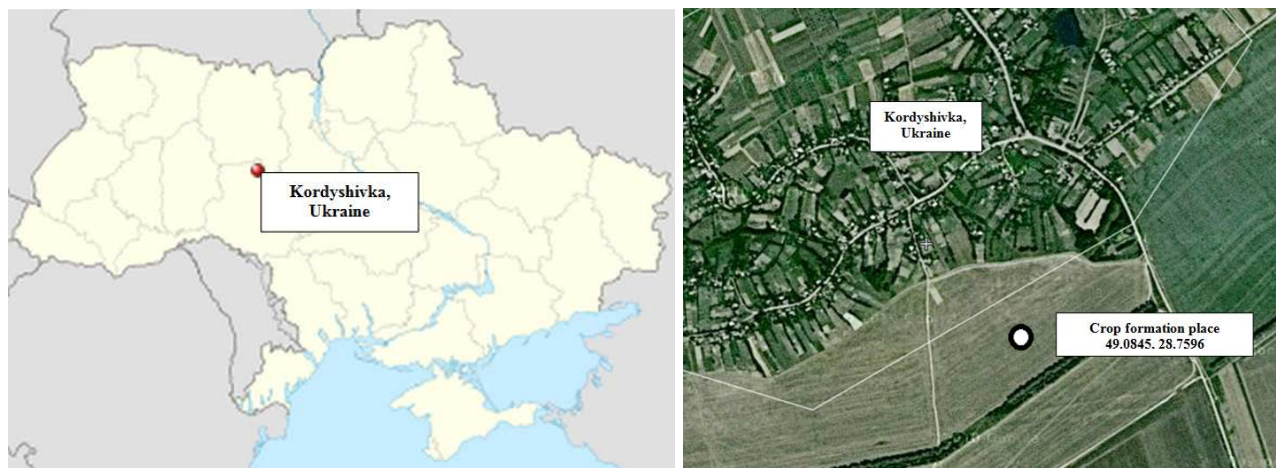 Kordyshivka,
Ukraine
Kordyshivka,
Ukraine
Crop formation place
49.0845. 28.7596